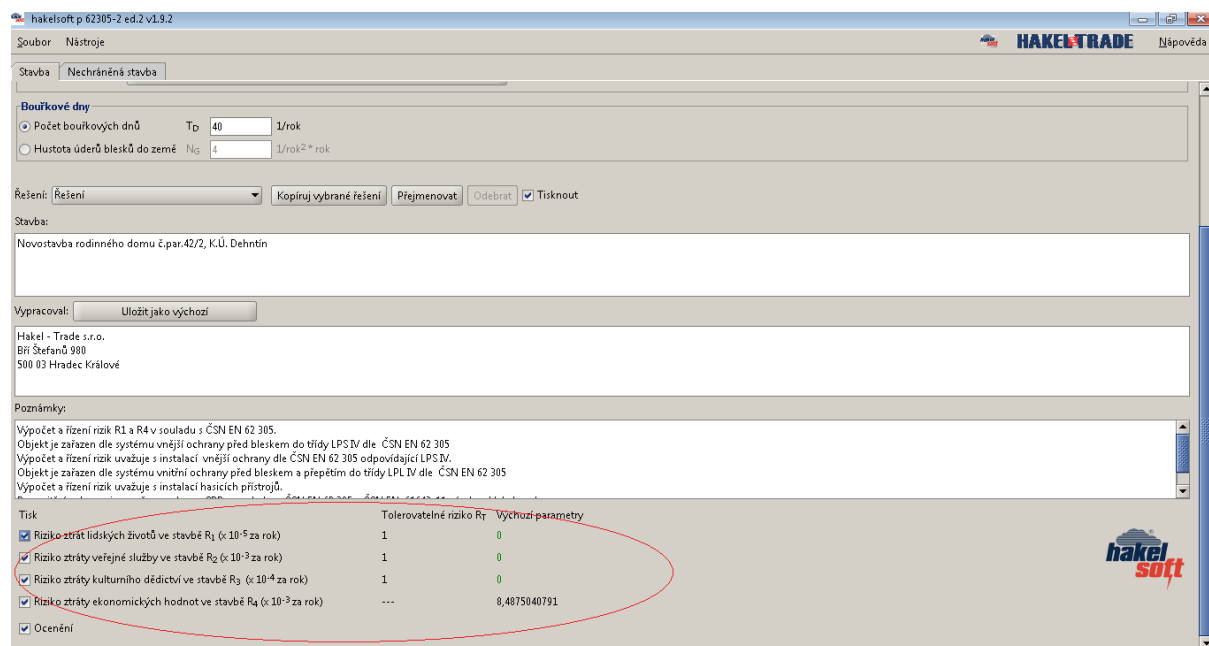 hakelsoft p 62305-2 ed.2 v1.9.2
Soubor Nástroje
hakel HAKEL TRADE Nápověda
Stavba Nechráněná stavba
Bouřkové dny
Počet bouřkových dnů TD 40 1/rok
Hustota úderů blesků do země NG 4 1/rok² * rok
Řešení: Řešení Kopíruj vybrané řešení Přejmenovat Odebrat Tisknout
Stavba:
Novostavba rodinného domu č.par.42/2, K.Ú. Dehntín
Vypracoval: Uložit jako výchozí
Hakel - Trade s.r.o.
Bří Štefanů 980
500 03 Hradec Králové
Poznámky:
Výpočet a řízení rizik R1 a R4 v souladu s ČSN EN 62 305.
Objekt je zařazen dle systému vnější ochrany před bleskem do třídy LPS IV dle ČSN EN 62 305
Výpočet a řízení rizik uvažuje s instalací vnější ochrany dle ČSN EN 62 305 odpovídající LPS IV.
Objekt je zařazen dle systému vnitřní ochrany před bleskem a přepětím do třídy LPL IV dle ČSN EN 62 305
Výpočet a řízení rizik uvažuje s instalací hasicích přístrojů.
Tisk Tolerovatelné riziko RT Výchozí parametry
Riziko ztrát lidských životů ve stavbě R1 (x 10⁻⁵ za rok) 1 0
Riziko ztráty veřejné služby ve stavbě R2 (x 10⁻³ za rok) 1 0
Riziko ztráty kulturního dědictví ve stavbě R3 (x 10⁻⁴ za rok) 1 0
Riziko ztráty ekonomických hodnot ve stavbě R4 (x 10⁻³ za rok) --- 8,4875040791
Ocenění
hakel
soft